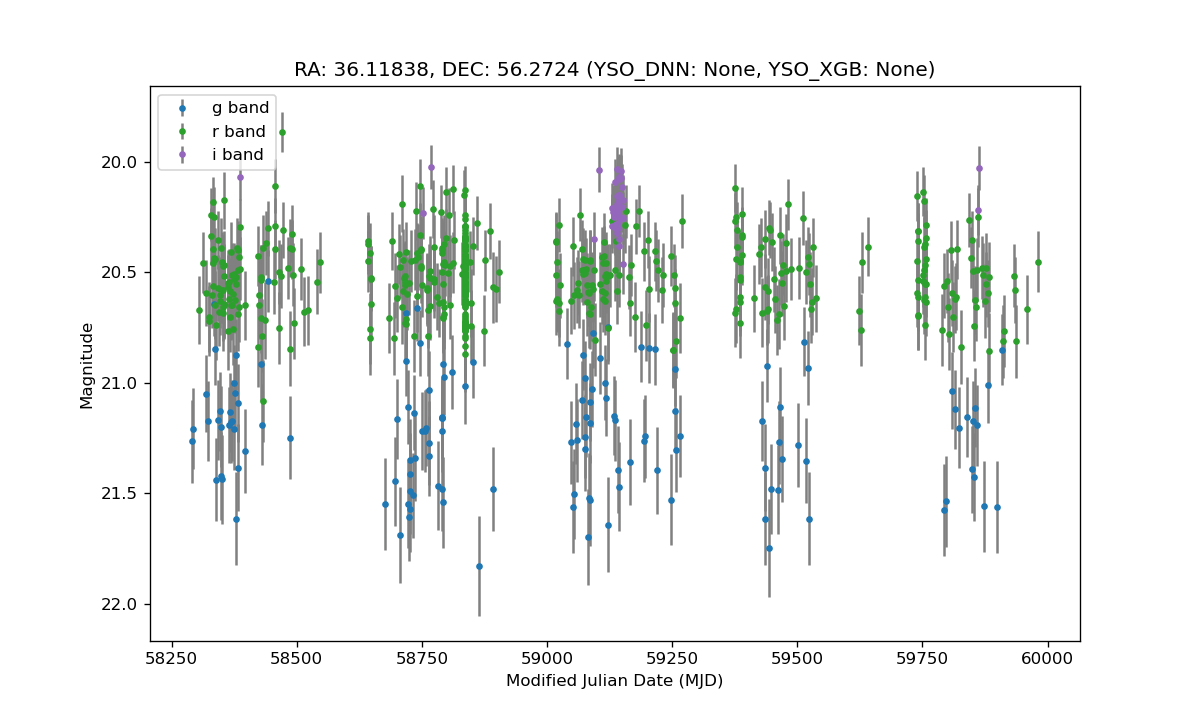 RA: 36.11838, DEC: 56.2724 (YSO_DNN: None, YSO_XGB: None)
g band
r band
i band
20.0
20.5
21.0
21.5
22.0
Magnitude
58250 58500 58750 59000 59250 59500 59750 60000
Modified Julian Date (MJD)